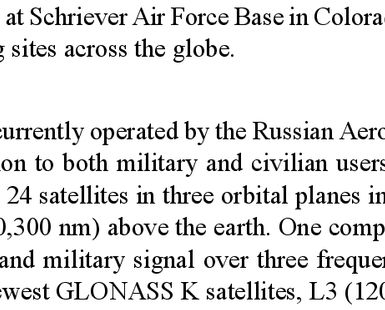 at Schriever Air Force Base in Colora
g sites across the globe.
currently operated by the Russian Aero
on to both military and civilian users
24 satellites in three orbital planes in
0,300 nm) above the earth. One comp
and military signal over three frequen
ewest GLONASS K satellites, L3 (120